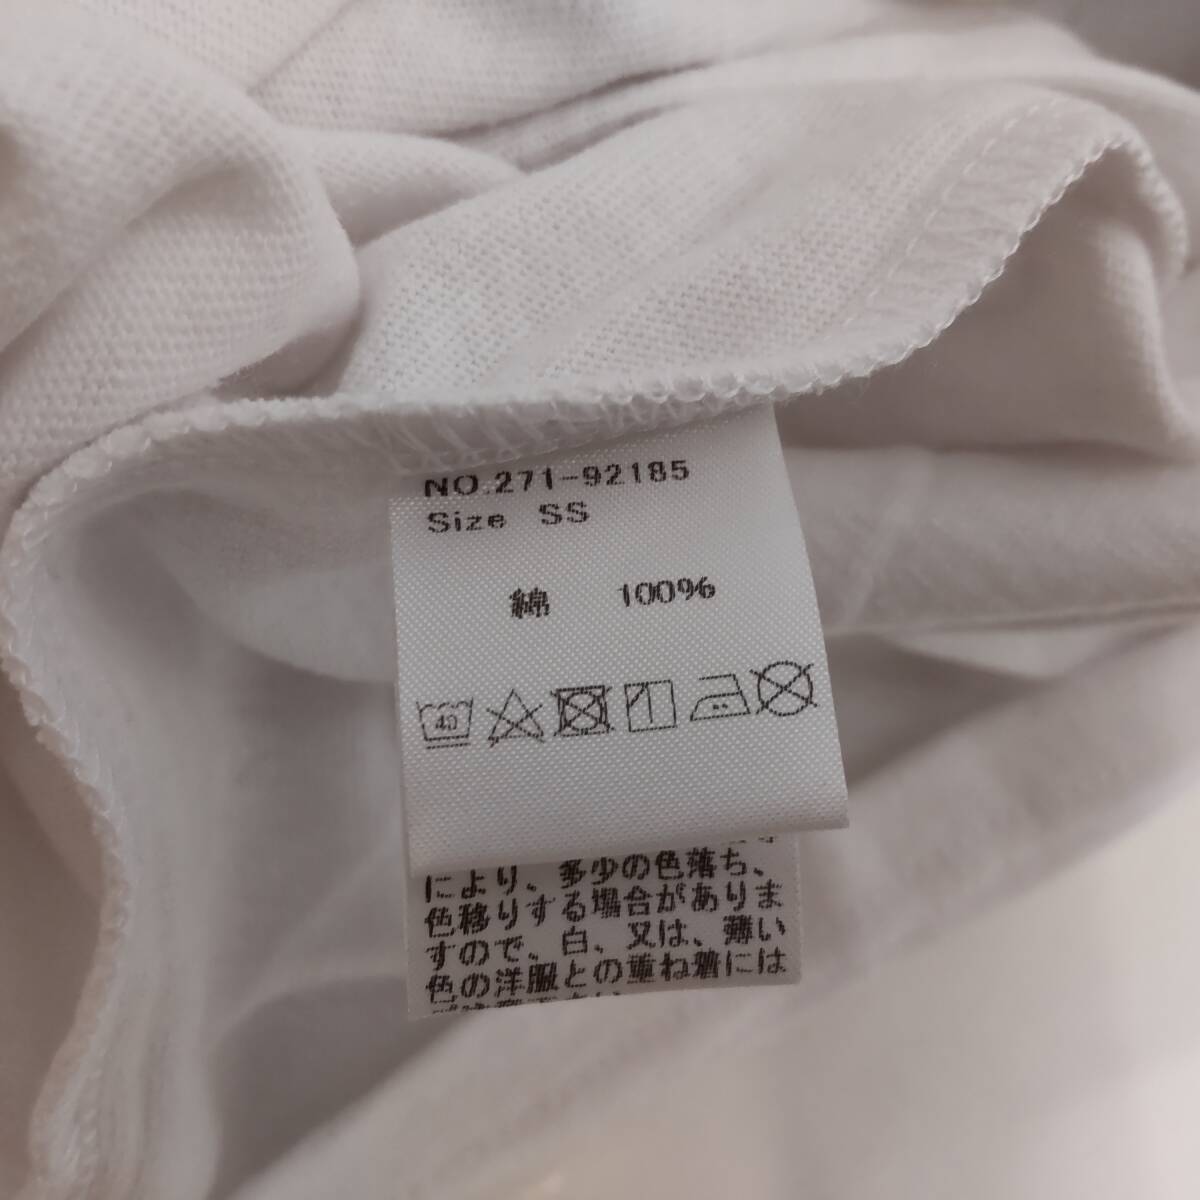 NO.271-92185
Size SS
綿 100%
40
により、多少の色落ち、
色移りする場合がありま
すので、白、又は、薄い
色の洋服との重ね着には